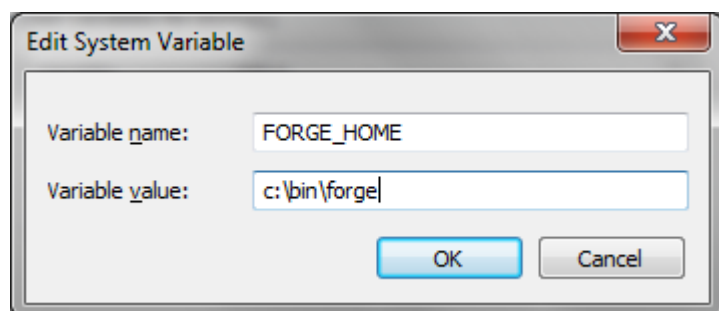 Edit System Variable
Variable name: FORGE_HOME
Variable value: c:\bin\forge
OK Cancel